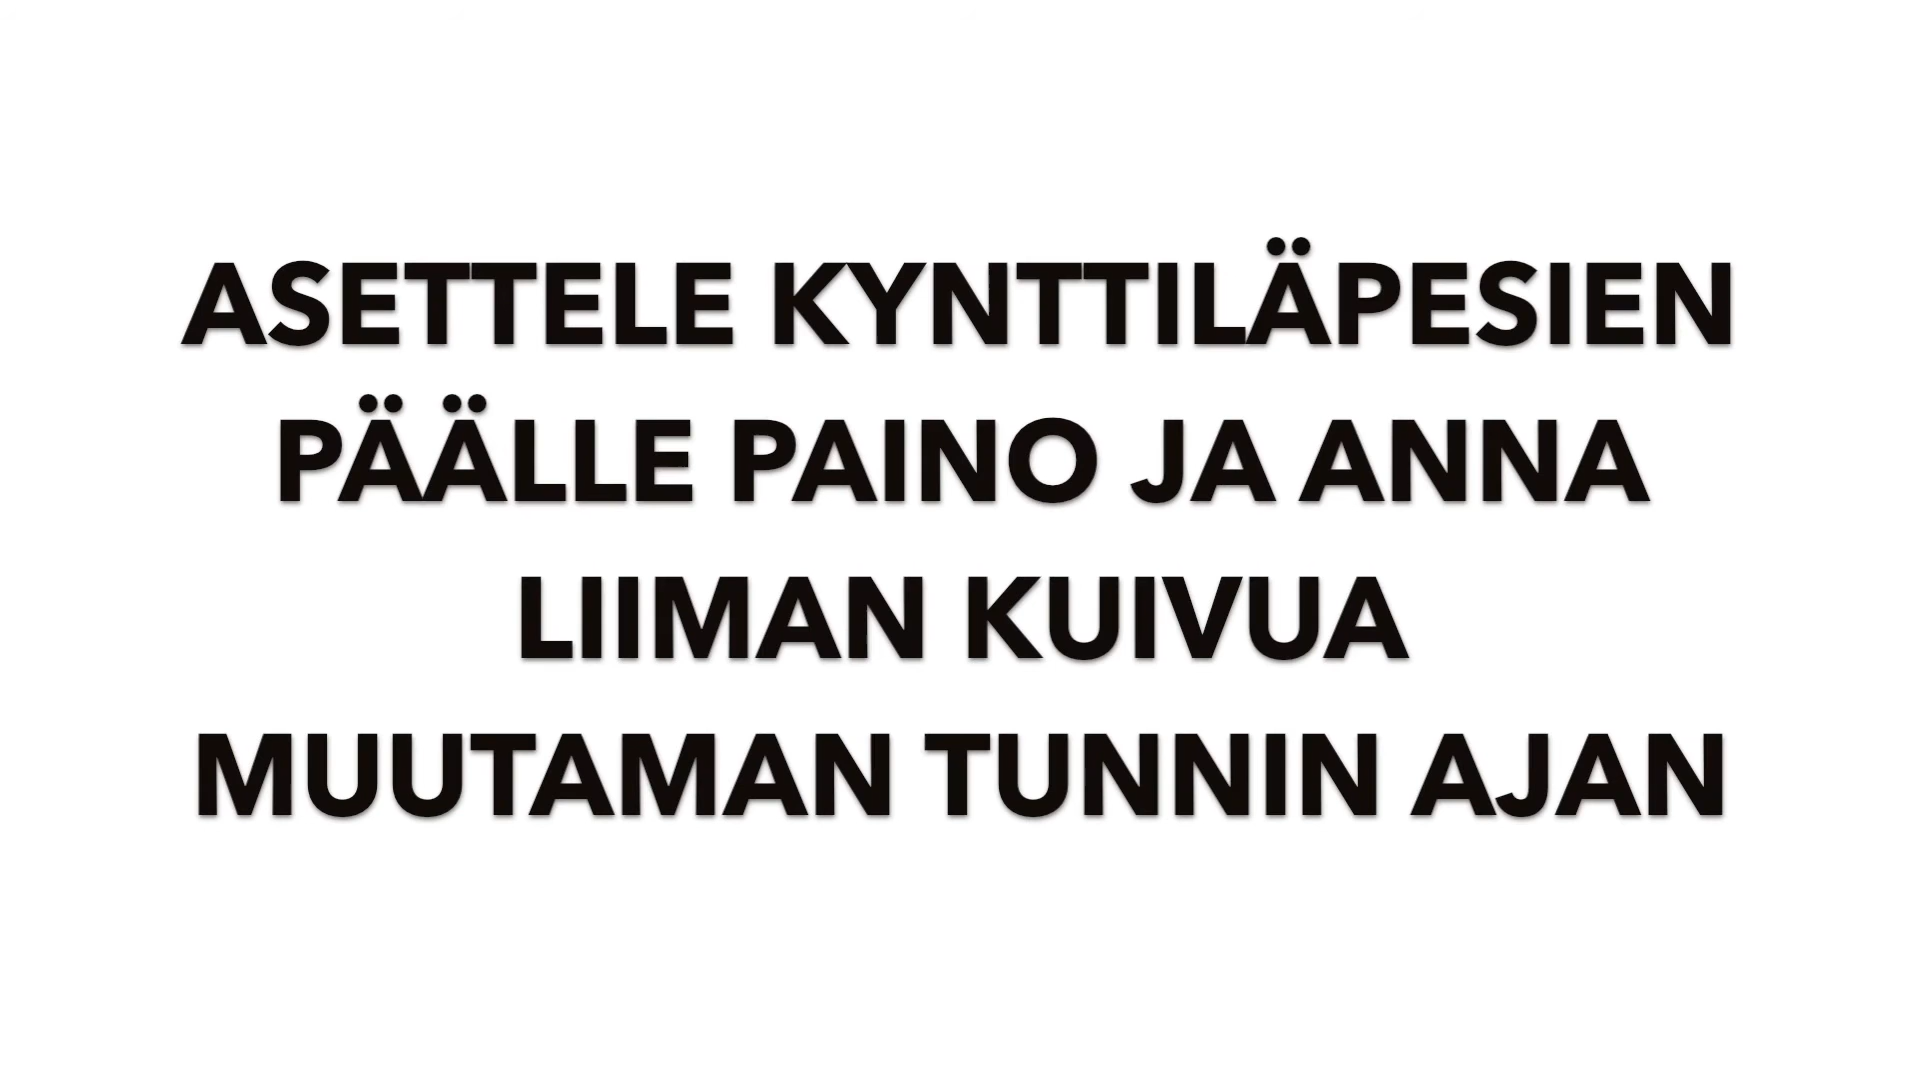 ASETTELE KYNTTILÄPESIEN
PÄÄLLE PAINO JA ANNA
LIIMAN KUIVUA
MUUTAMAN TUNNIN AJAN